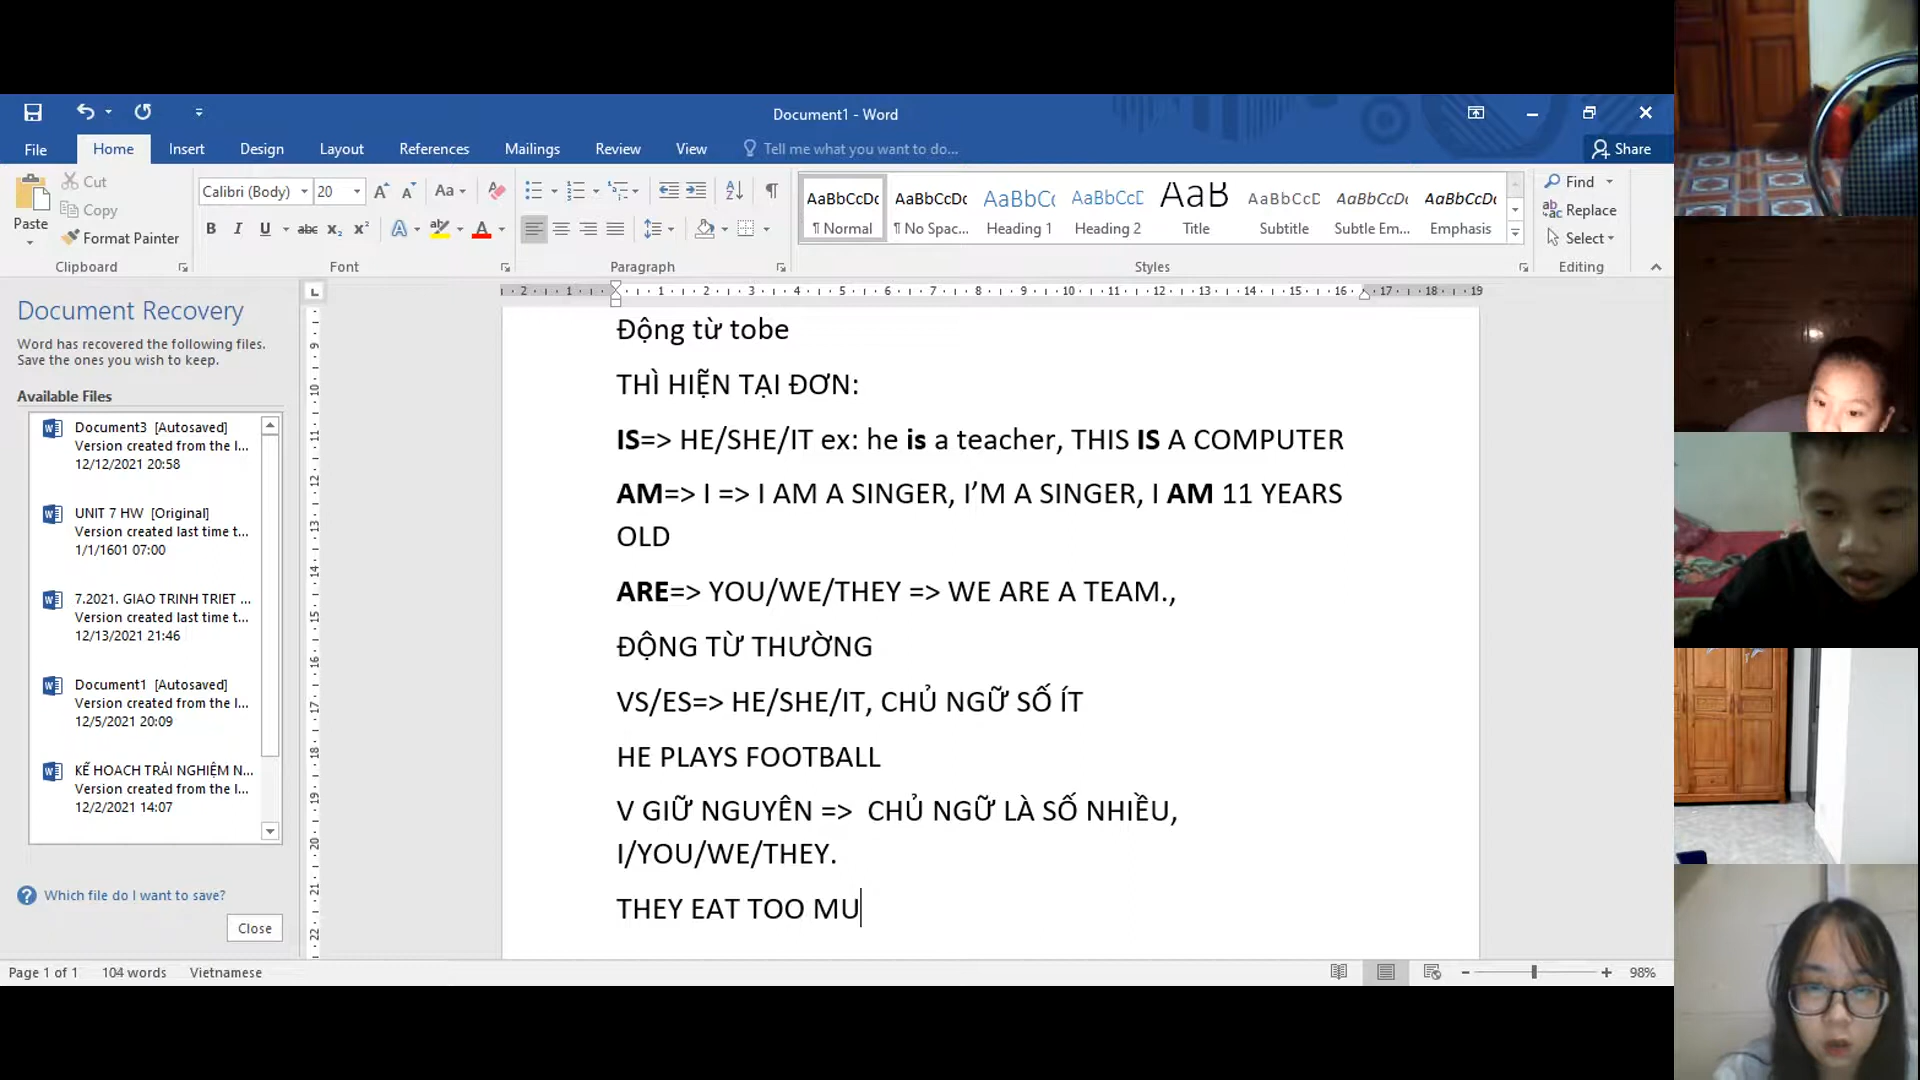 Document1 - Word
File Home Insert Design Layout References Mailings Review View Tell me what you want to do... Share
Paste Cut Copy Format Painter
Calibri (Body) 20
AaBbCcDc AaBbCcDc AaBbCc AaBbCcD AaB AaBbCcD AaBbCcDc AaBbCcDc
¶ Normal ¶ No Spac... Heading 1 Heading 2 Title Subtitle Subtle Em... Emphasis
Find Replace Select
Clipboard Font Paragraph Styles Editing
Document Recovery
Word has recovered the following files.
Save the ones you wish to keep.
Available Files
Document3 [Autosaved]
Version created from the l...
12/12/2021 20:58
UNIT 7 HW [Original]
Version created last time t...
1/1/1601 07:00
7.2021. GIAO TRINH TRIET ...
Version created last time t...
12/13/2021 21:46
Document1 [Autosaved]
Version created from the l...
12/5/2021 20:09
KẾ HOẠCH TRẢI NGHIỆM N...
Version created from the l...
12/2/2021 14:07
Which file do I want to save?
Close
Động từ tobe
THÌ HIỆN TẠI ĐƠN:
IS=> HE/SHE/IT ex: he is a teacher, THIS IS A COMPUTER
AM=> I => I AM A SINGER, I’M A SINGER, I AM 11 YEARS
OLD
ARE=> YOU/WE/THEY => WE ARE A TEAM.,
ĐỘNG TỪ THƯỜNG
VS/ES=> HE/SHE/IT, CHỦ NGỮ SỐ ÍT
HE PLAYS FOOTBALL
V GIỮ NGUYÊN => CHỦ NGỮ LÀ SỐ NHIỀU,
I/YOU/WE/THEY.
THEY EAT TOO MU
Page 1 of 1 104 words Vietnamese 98%